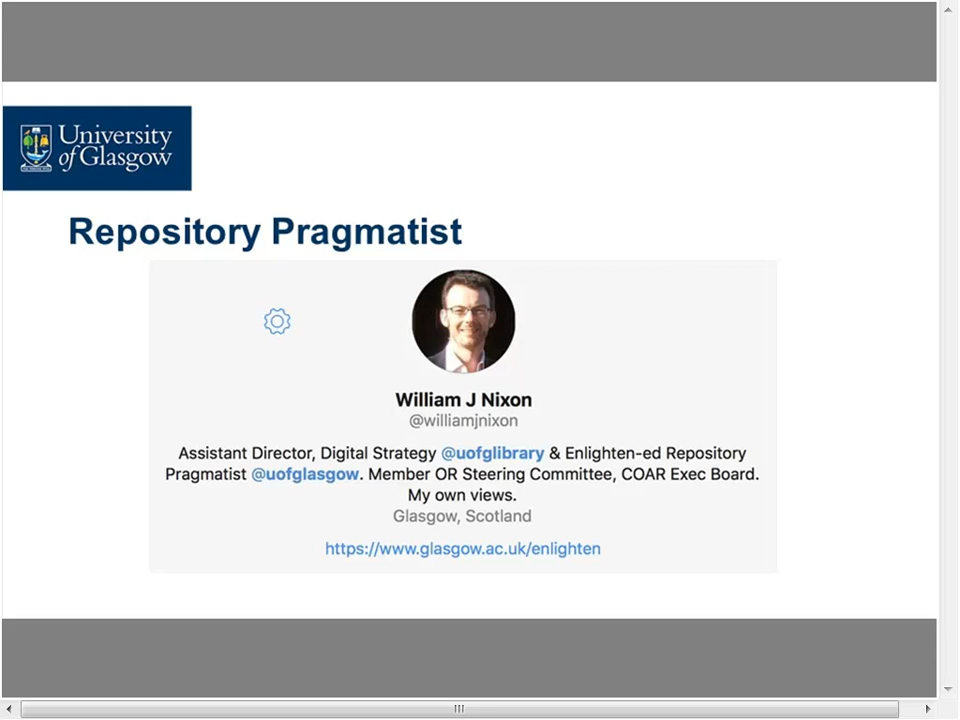 University
of Glasgow
Repository Pragmatist
William J Nixon
@williamjnixon
Assistant Director, Digital Strategy @uofglibrary & Enlighten-ed Repository
Pragmatist @uofglasgow. Member OR Steering Committee, COAR Exec Board.
My own views.
Glasgow, Scotland
https://www.glasgow.ac.uk/enlighten